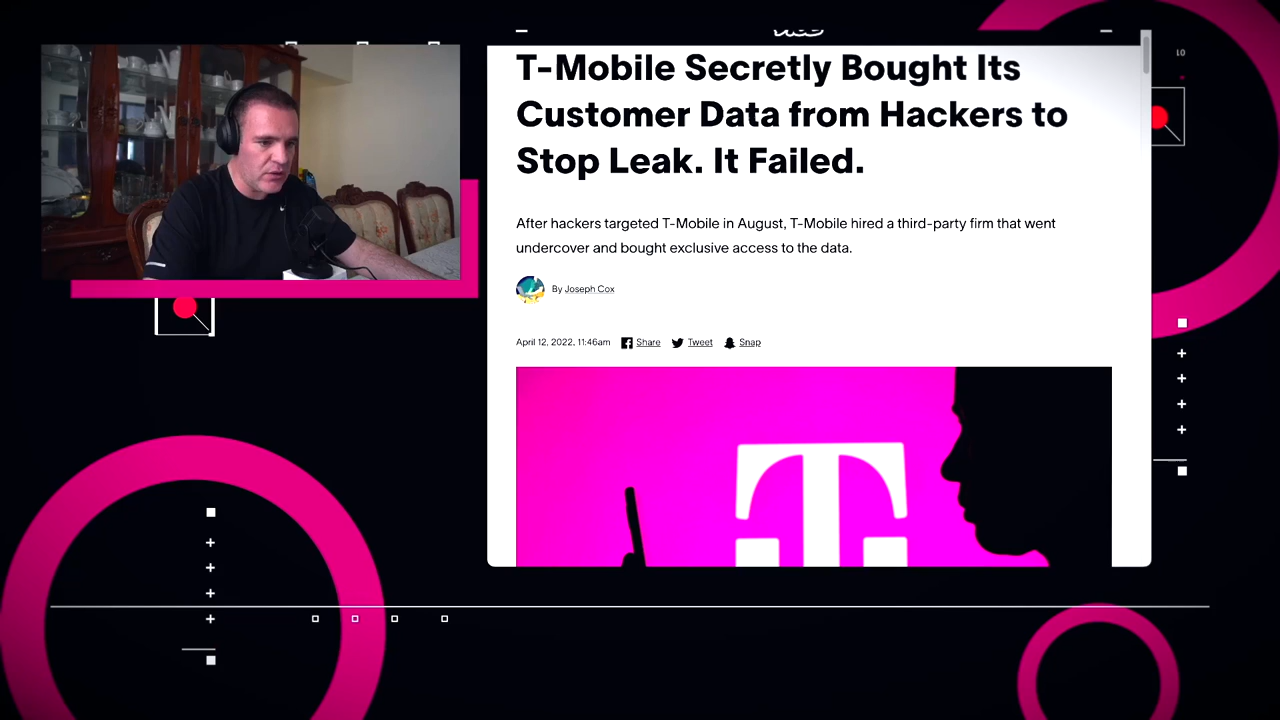 T-Mobile Secretly Bought Its
Customer Data from Hackers to
Stop Leak. It Failed.
After hackers targeted T-Mobile in August, T-Mobile hired a third-party firm that went
undercover and bought exclusive access to the data.
By Joseph Cox
April 12, 2022, 11:46am Share Tweet Snap
T